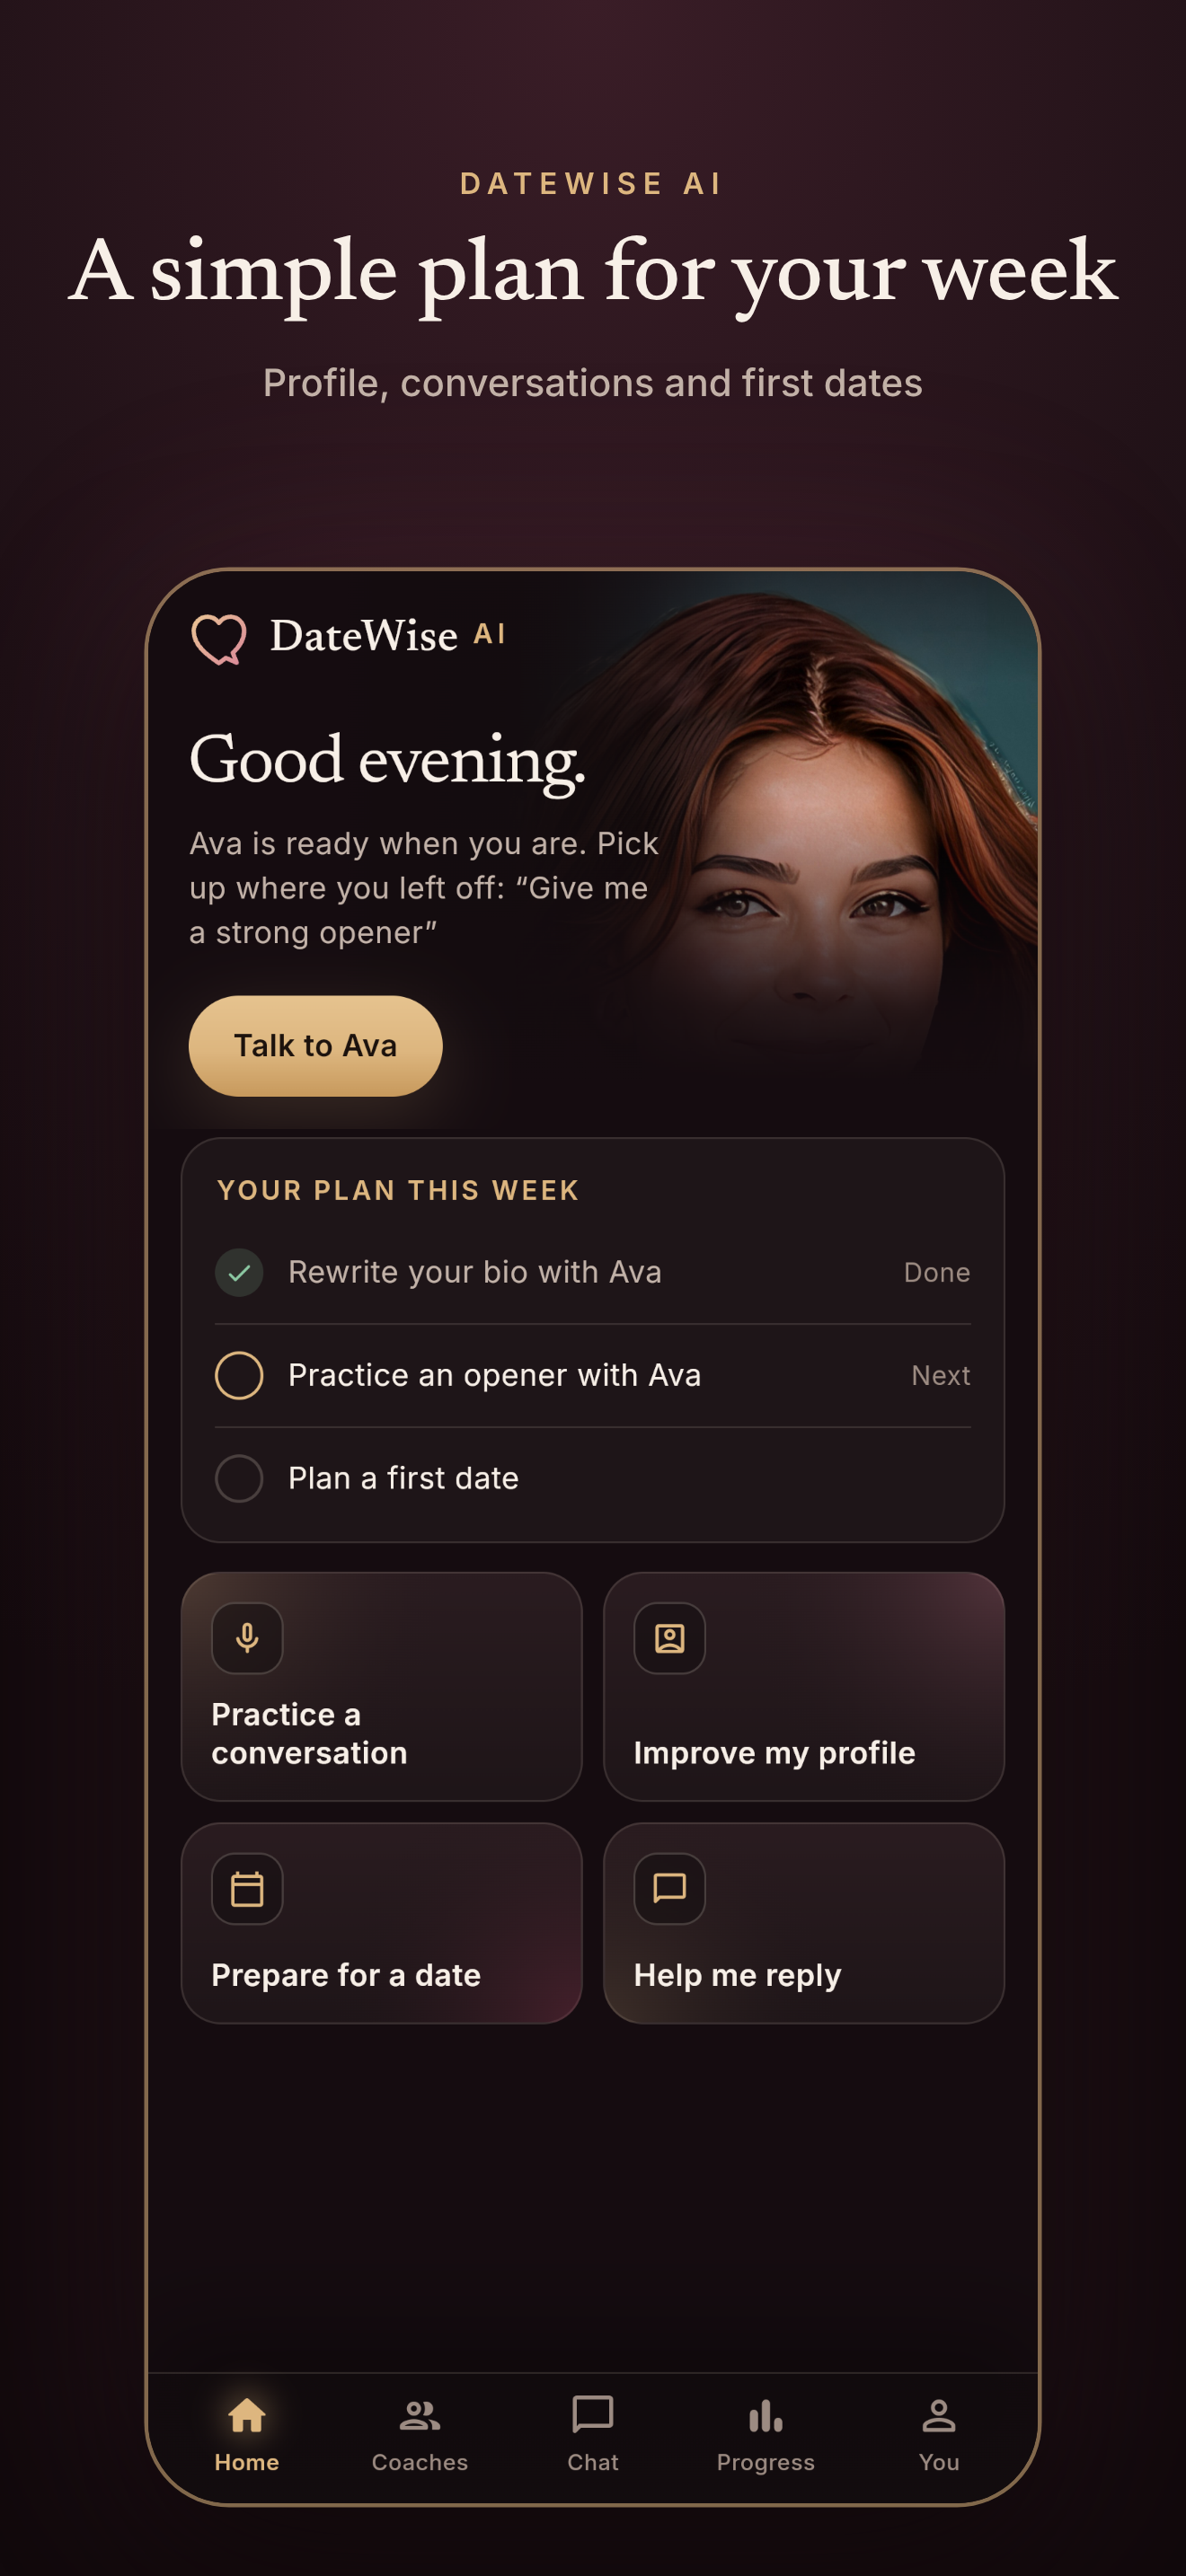 DATEWISE AI
A simple plan for your week
Profile, conversations and first dates
DateWise AI
Good evening.
Ava is ready when you are. Pick
up where you left off: “Give me
a strong opener”
Talk to Ava
YOUR PLAN THIS WEEK
Rewrite your bio with Ava Done
Practice an opener with Ava Next
Plan a first date
Practice a
conversation
Improve my profile
Prepare for a date
Help me reply
Home Coaches Chat Progress You